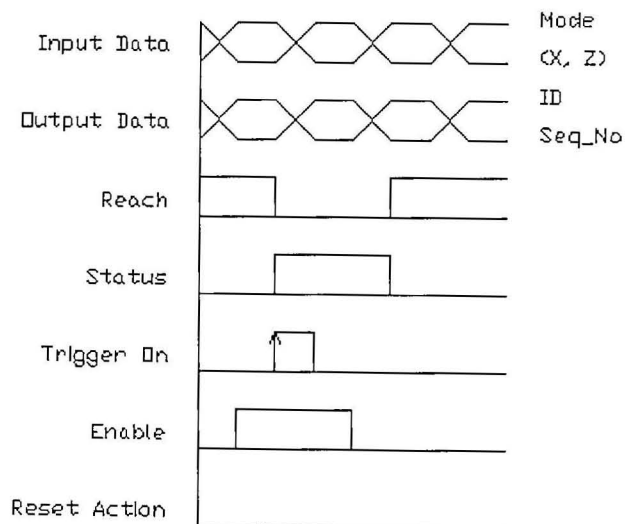 Mode
Input Data
(X, Z)
ID
Output Data
Seq_No
Reach
Status
Trigger On
Enable
Reset Action